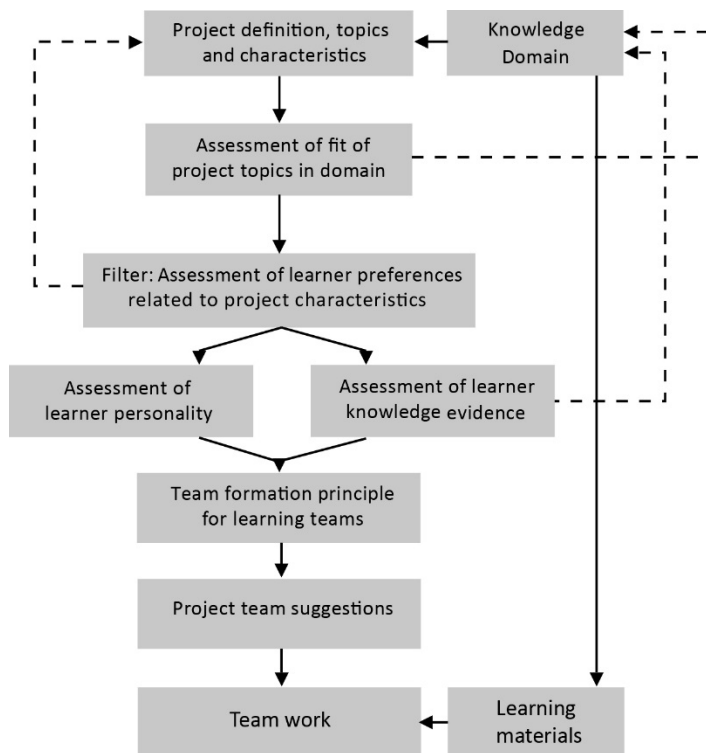 Project definition, topics
and characteristics
Knowledge
Domain
Assessment of fit of
project topics in domain
Filter: Assessment of learner preferences
related to project characteristics
Assessment of
learner personality
Assessment of learner
knowledge evidence
Team formation principle
for learning teams
Project team suggestions
Team work
Learning
materials